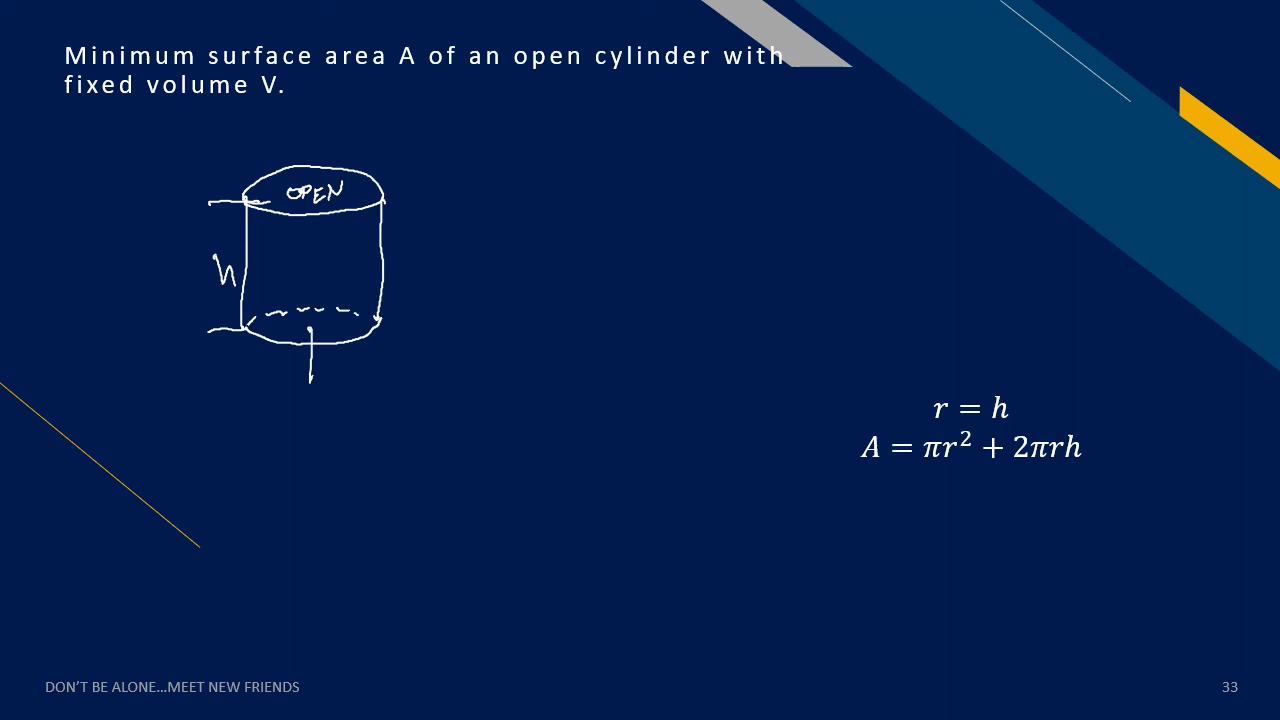 Minimum surface area A of an open cylinder with
fixed volume V.
OPEN
h
r = h
A = πr² + 2πrh
DON'T BE ALONE...MEET NEW FRIENDS
33